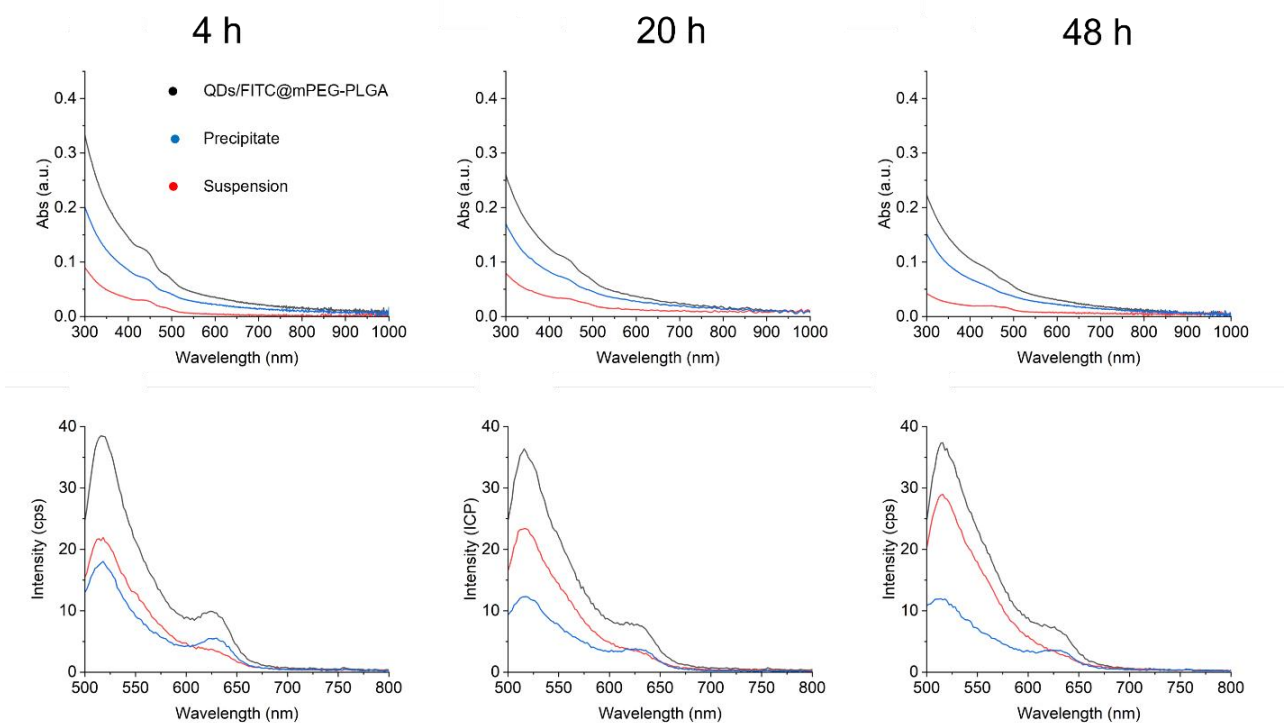 4 h
20 h
48 h
Abs (a.u.)
0.4
0.3
0.2
0.1
0.0
QDs/FITC@mPEG-PLGA
Precipitate
Suspension
300 400 500 600 700 800 900 1000
Wavelength (nm)
Abs (a.u.)
0.4
0.3
0.2
0.1
0.0
300 400 500 600 700 800 900 1000
Wavelength (nm)
Abs (a.u.)
0.4
0.3
0.2
0.1
0.0
300 400 500 600 700 800 900 1000
Wavelength (nm)
Intensity (cps)
40
30
20
10
0
500 550 600 650 700 750 800
Wavelength (nm)
Intensity (ICP)
40
30
20
10
0
500 550 600 650 700 750 800
Wavelength (nm)
Intensity (cps)
40
30
20
10
0
500 550 600 650 700 750 800
Wavelength (nm)